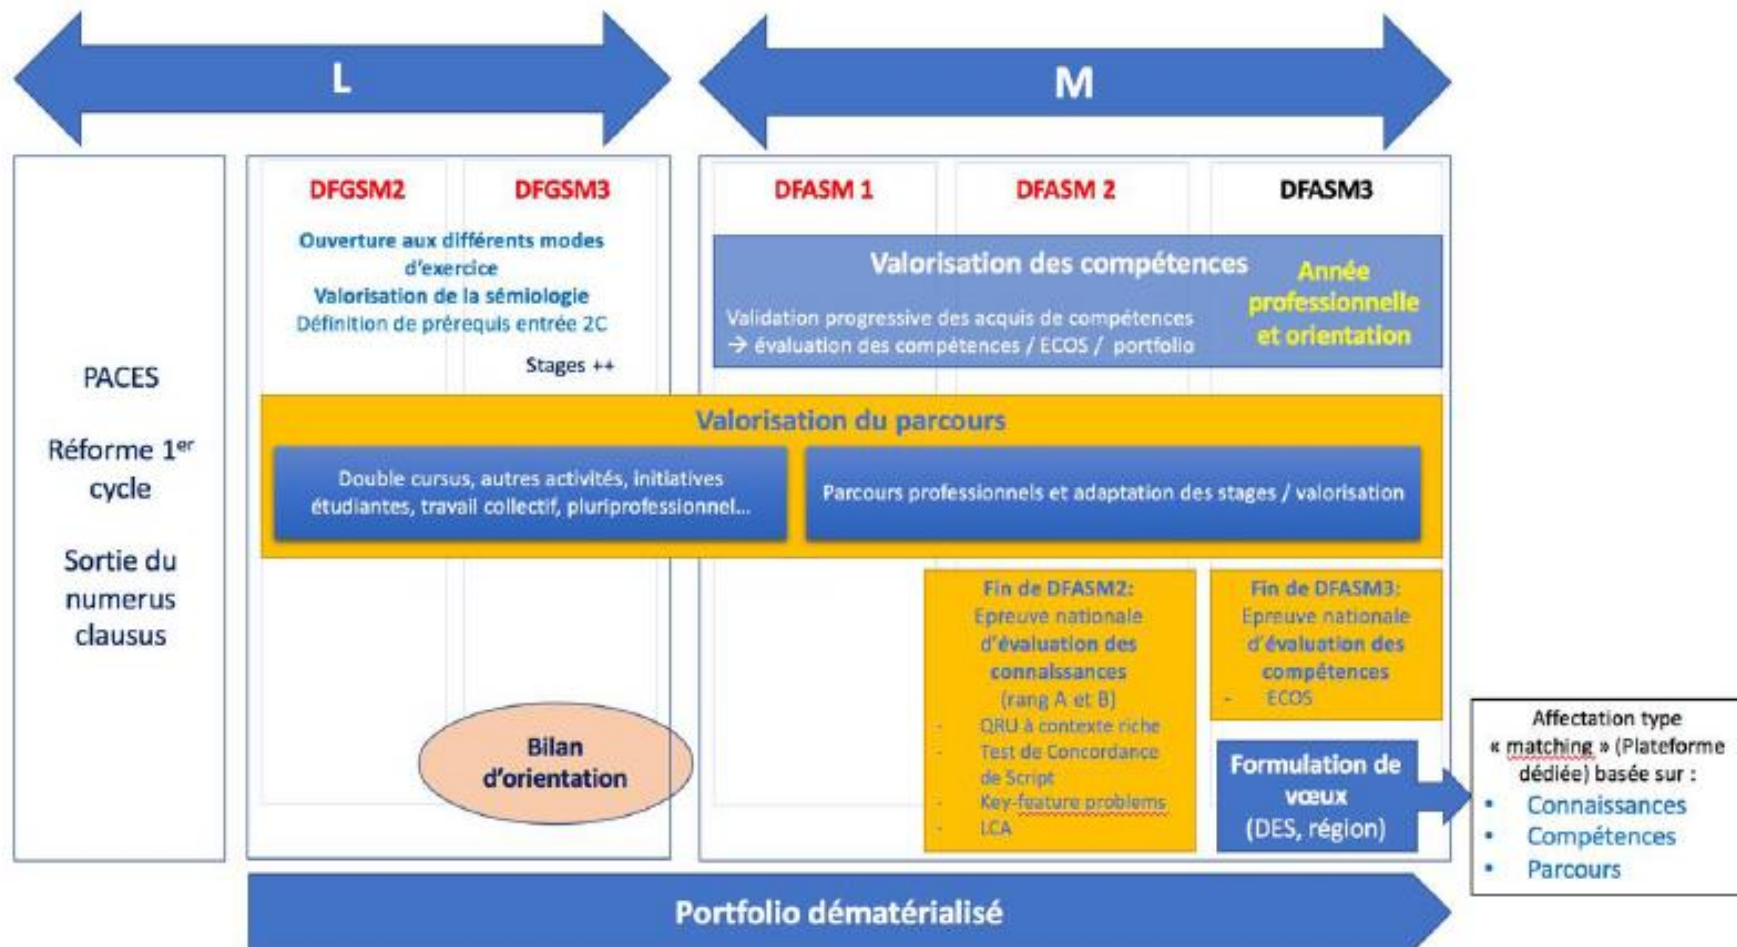 L
M
PACES
Réforme 1er
cycle
Sortie du
numerus
clausus
DFGSM2
DFGSM3
Ouverture aux différents modes
d'exercice
Valorisation de la sémiologie
Définition de prérequis entrée 2C
Stages ++
DFASM 1
DFASM 2
DFASM3
Valorisation des compétences
Validation progressive des acquis de compétences
→ évaluation des compétences / ECOS / portfolio
Année
professionnelle
et orientation
Valorisation du parcours
Double cursus, autres activités, initiatives
étudiantes, travail collectif, pluriprofessionnel...
Parcours professionnels et adaptation des stages / valorisation
Bilan
d'orientation
Fin de DFASM2:
Epreuve nationale
d'évaluation des
connaissances
(rang A et B)
- QRU à contexte riche
- Test de Concordance
de Script
- Key-feature problems
- LCA
Fin de DFASM3:
Epreuve nationale
d'évaluation des
compétences
- ECOS
Formulation de
vœux
(DES, région)
Affectation type
« matching » (Plateforme
dédiée) basée sur :
• Connaissances
• Compétences
• Parcours
Portfolio dématérialisé